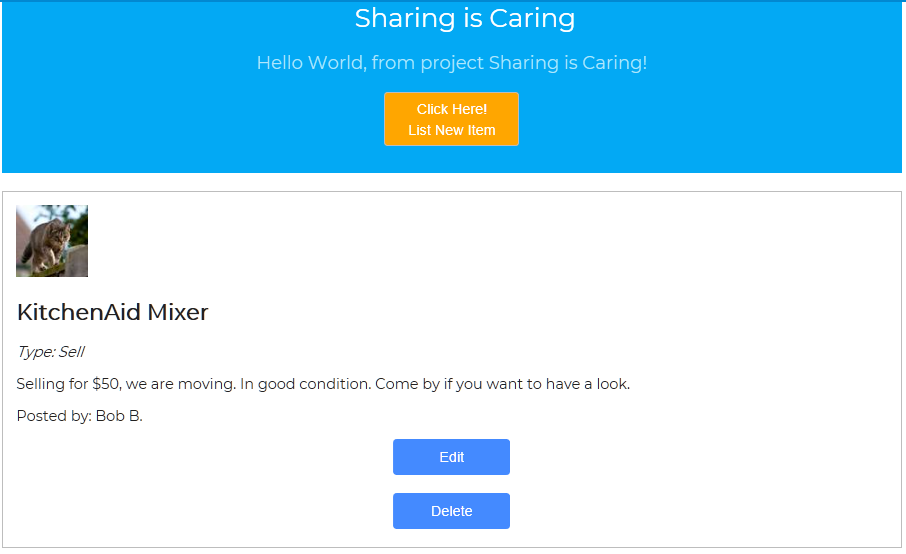 Sharing is Caring
Hello World, from project Sharing is Caring!
Click Here!
List New Item
KitchenAid Mixer
Type: Sell
Selling for $50, we are moving. In good condition. Come by if you want to have a look.
Posted by: Bob B.
Edit
Delete